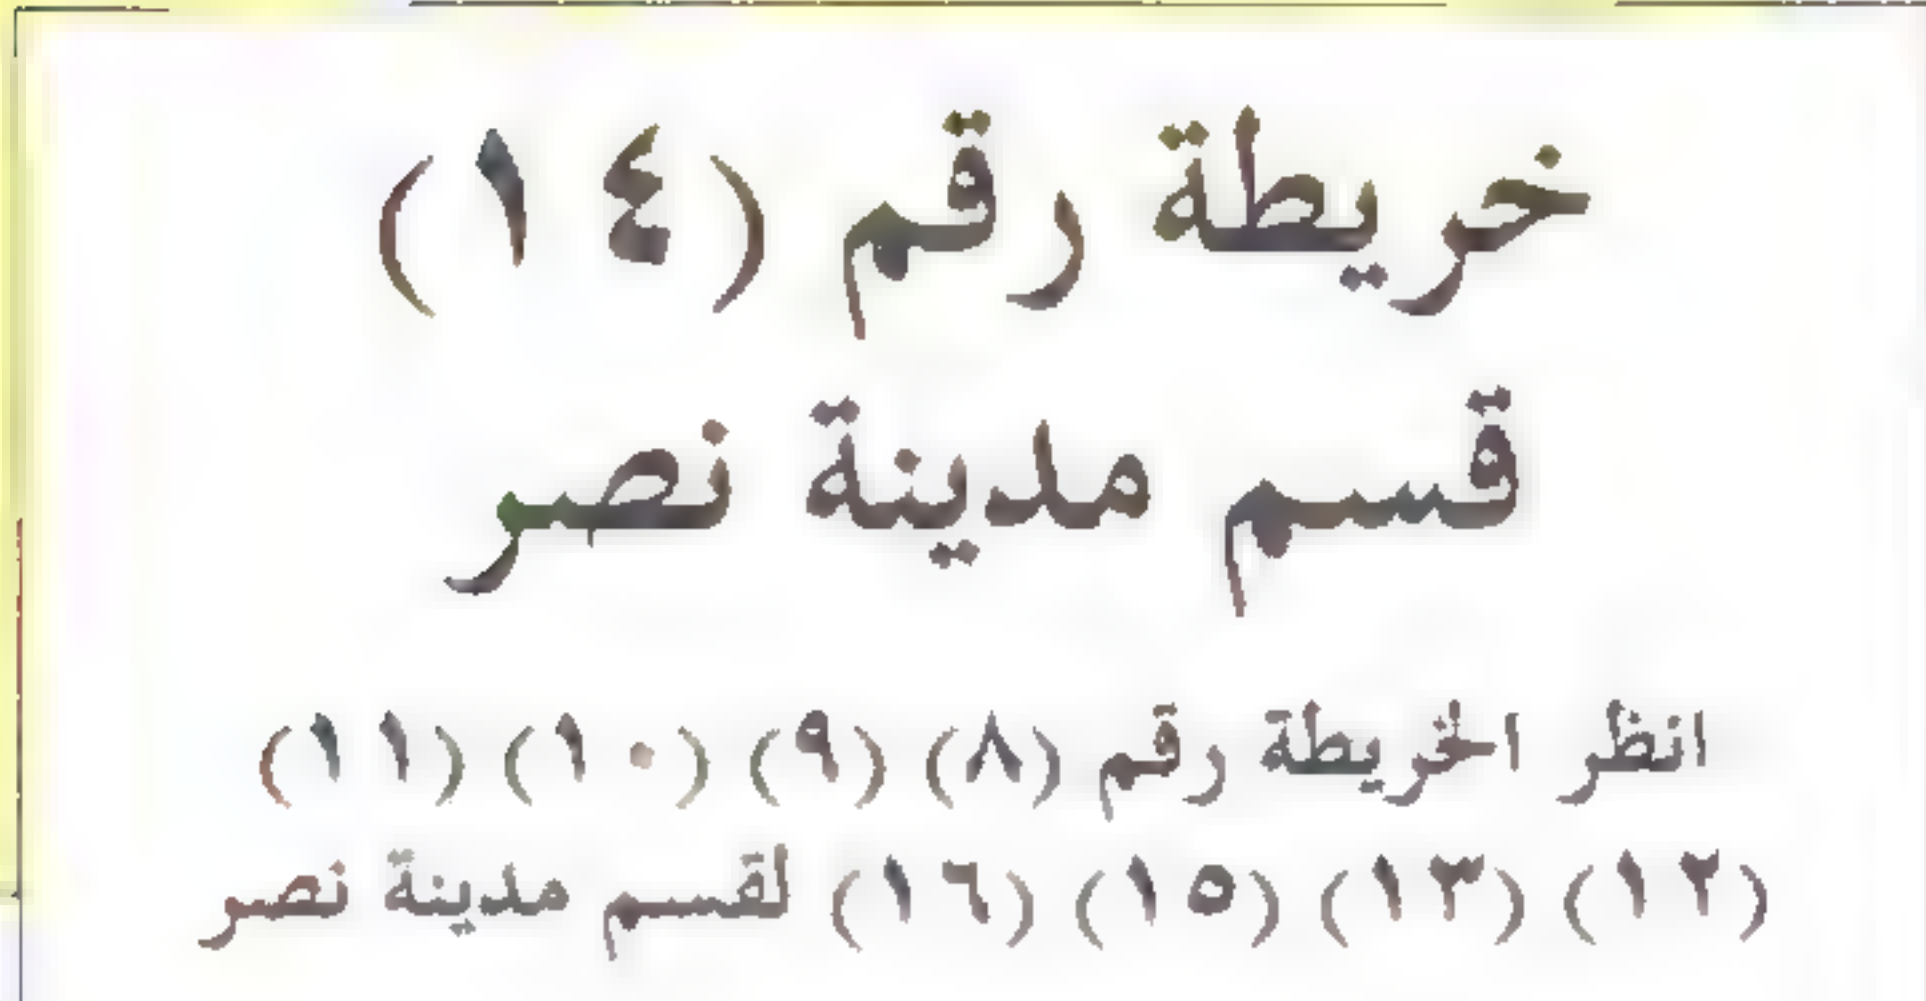 خريطة رقم (١٤)
قسم مدينة نصر
انظر الخريطة رقم (٨) (٩) (١٠) (١١)
(١٢) (١٣) (١٥) (١٦) لقسم مدينة نصر